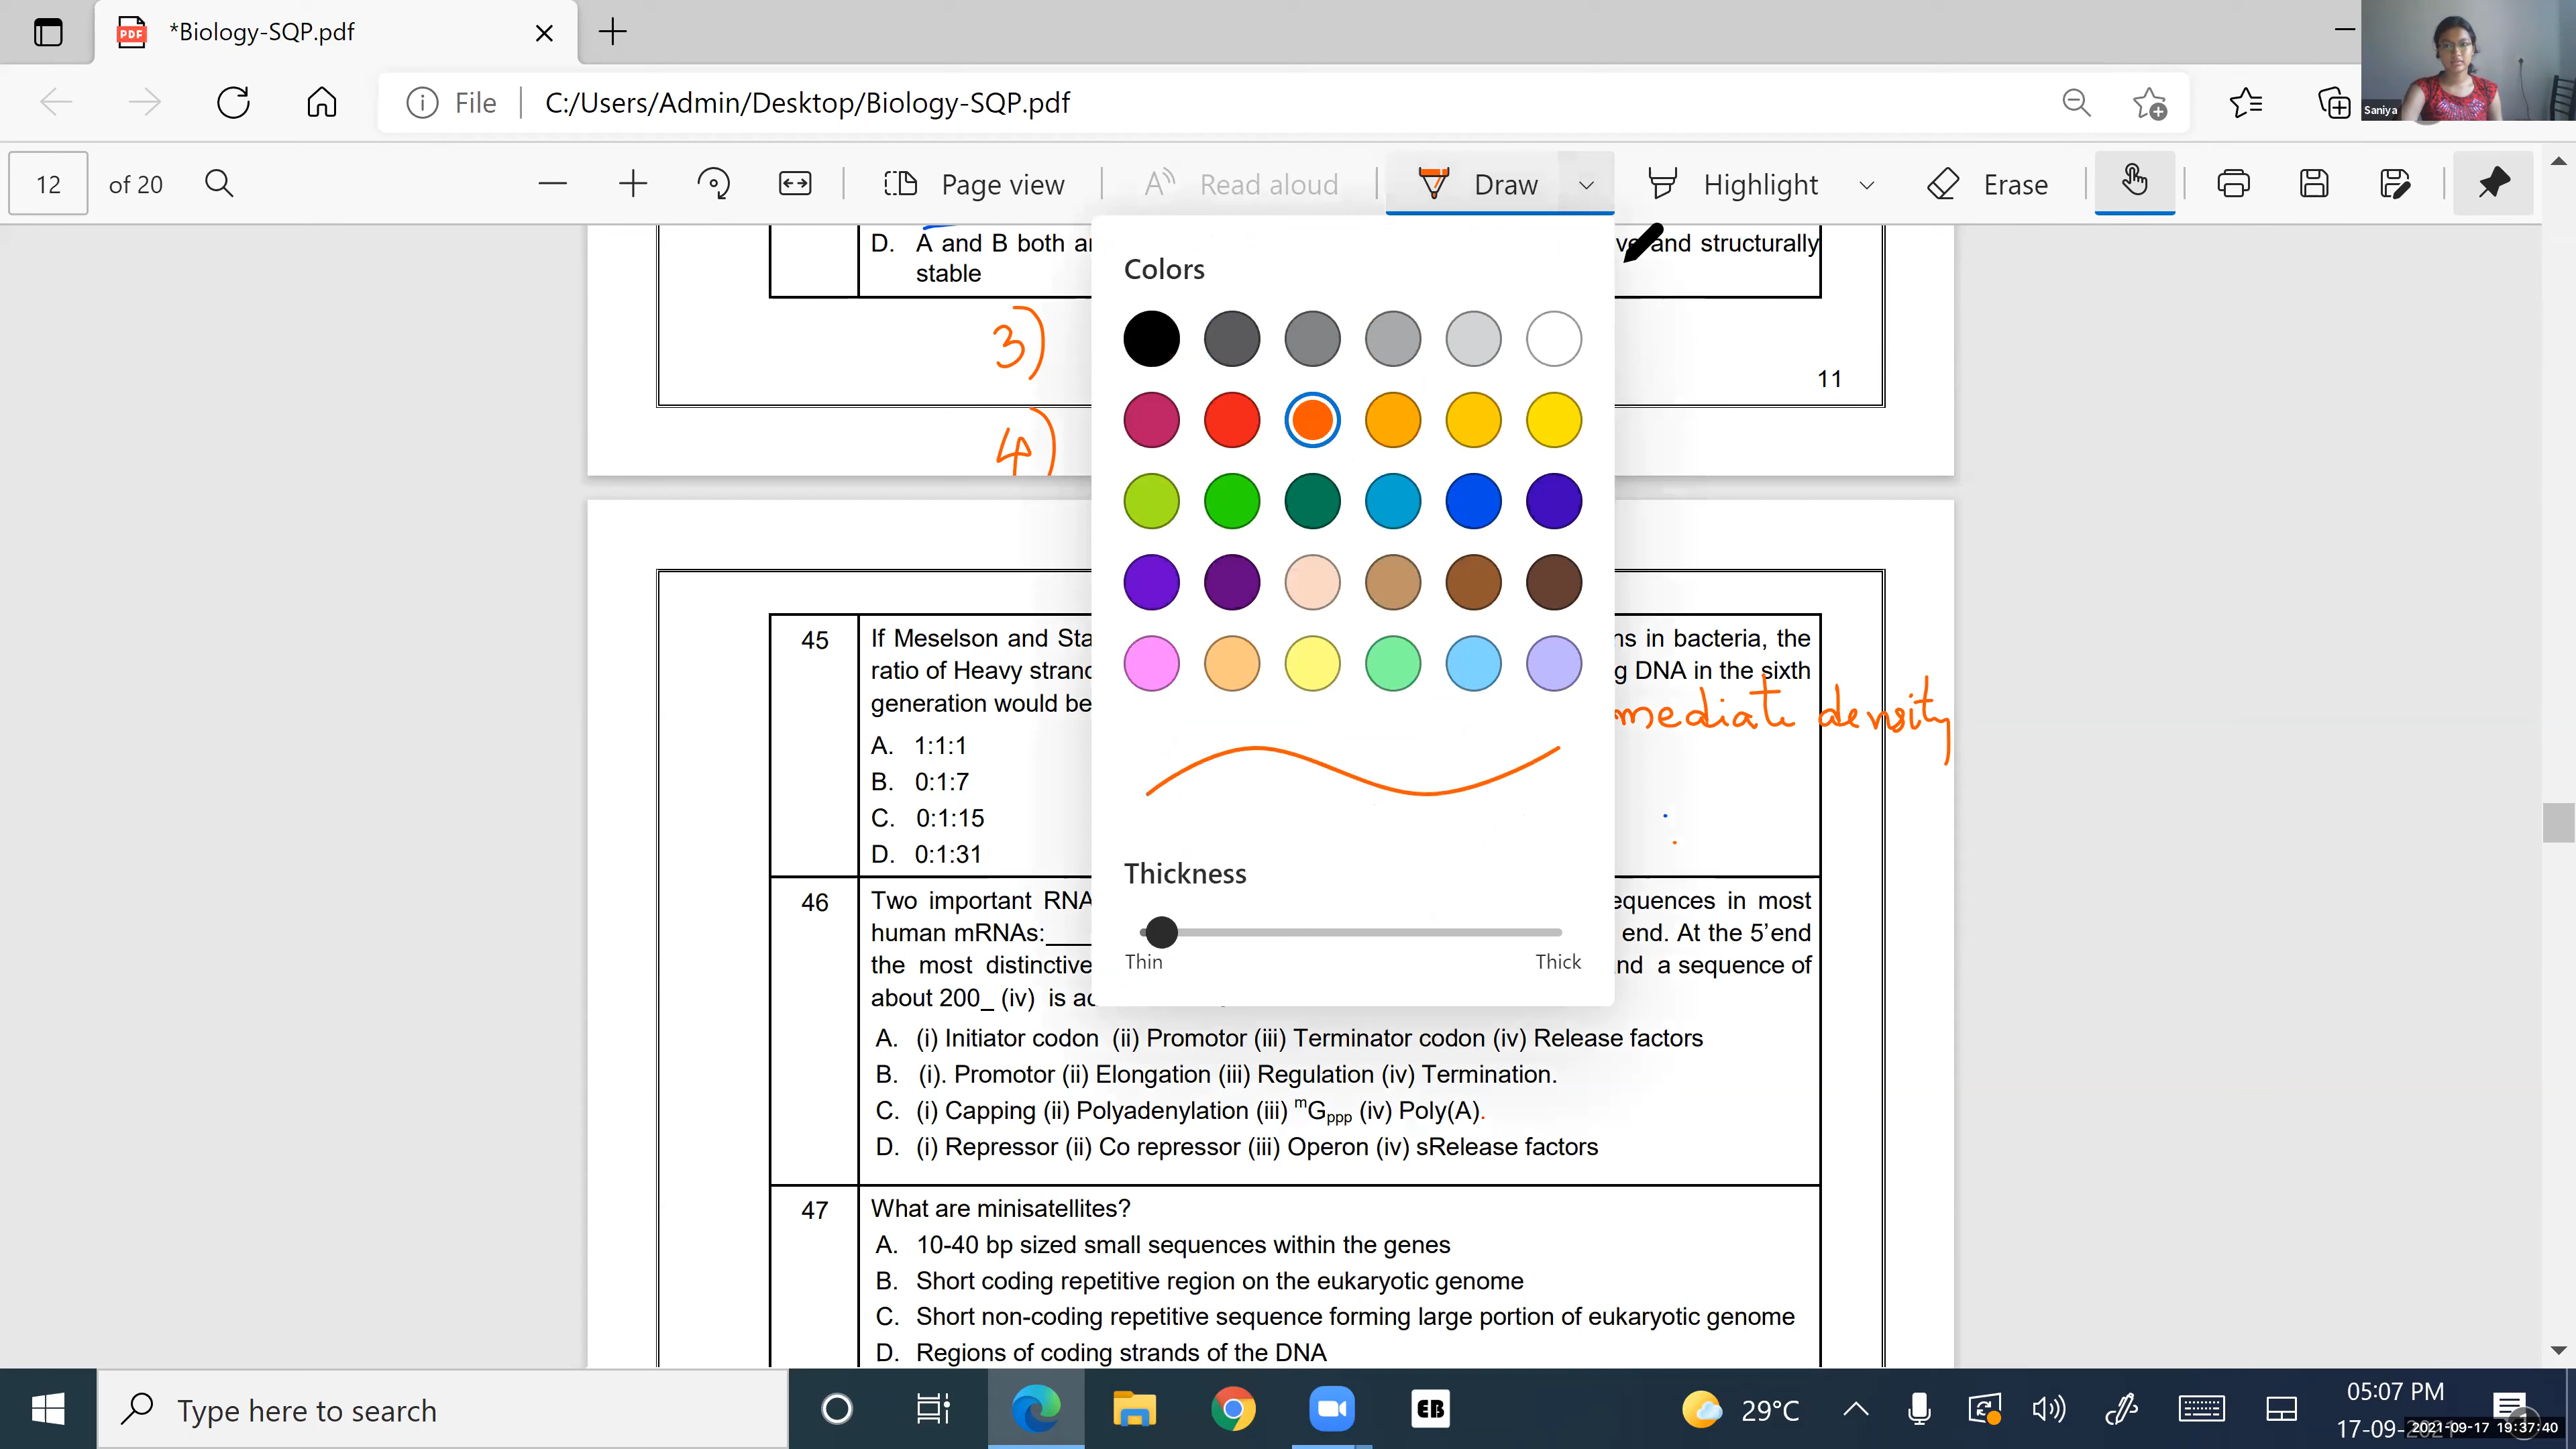 *Biology-SQP.pdf
File
C:/Users/Admin/Desktop/Biology-SQP.pdf
Saniya
12 of 20
Page view
Read aloud
Draw
Highlight
Erase
D. A and B both and structurally
stable
3)
11
4)
Colors
Thickness
Thin Thick
45 If Meselson and in bacteria, the
ratio of Heavy DNA in the sixth
generation would
mediate density
A. 1:1:1
B. 0:1:7
C. 0:1:15
D. 0:1:31
46 Two important in most
human mRNAs: end. At the 5'end
the most distinctive a sequence of
about 200_ (iv) is
A. (i) Initiator codon (ii) Promotor (iii) Terminator codon (iv) Release factors
B. (i). Promotor (ii) Elongation (iii) Regulation (iv) Termination.
C. (i) Capping (ii) Polyadenylation (iii) mGppp (iv) Poly(A).
D. (i) Repressor (ii) Co repressor (iii) Operon (iv) sRelease factors
47 What are minisatellites?
A. 10-40 bp sized small sequences within the genes
B. Short coding repetitive region on the eukaryotic genome
C. Short non-coding repetitive sequence forming large portion of eukaryotic genome
D. Regions of coding strands of the DNA
Type here to search
29°C
05:07 PM
17-09-
2021-09-17 19:37:40